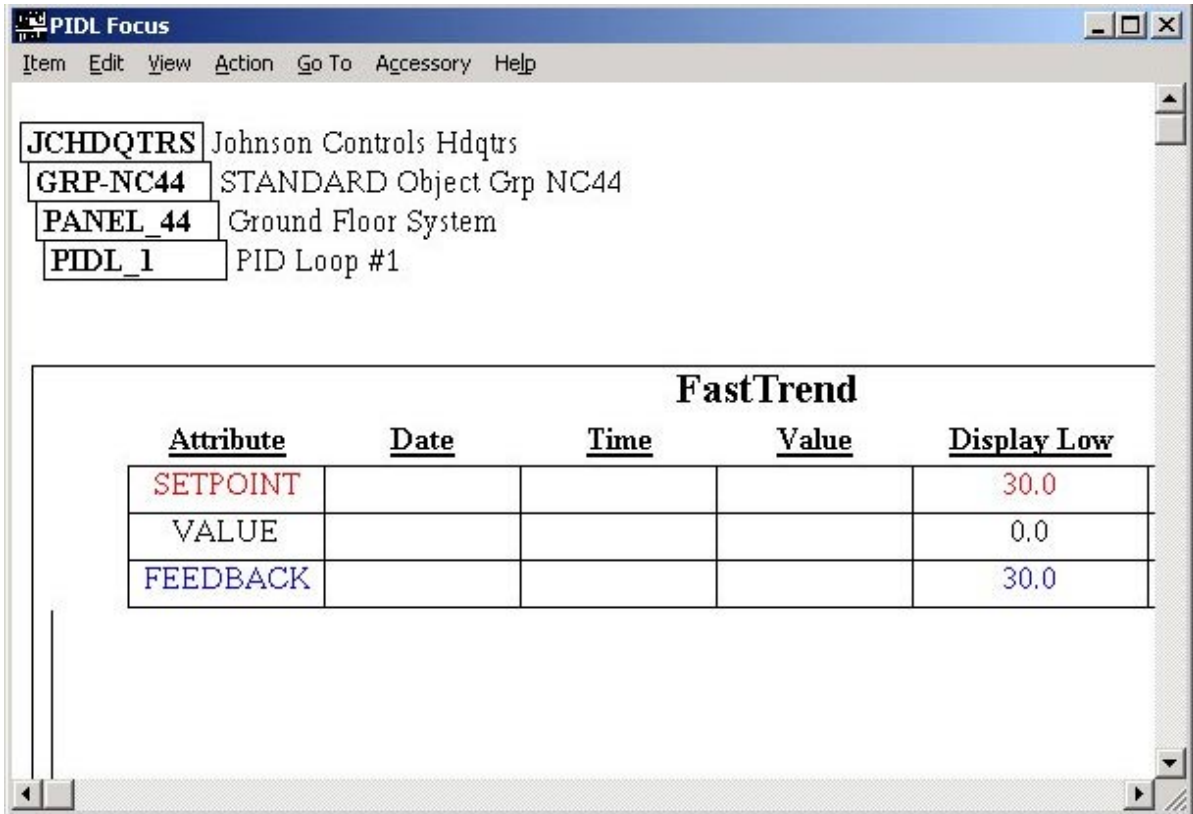 PIDL Focus
Item Edit View Action Go To Accessory Help
JCHDQTRS Johnson Controls Hdqtrs
GRP-NC44 STANDARD Object Grp NC44
PANEL_44 Ground Floor System
PIDL_1 PID Loop #1
FastTrend
Attribute Date Time Value Display Low
SETPOINT 30.0
VALUE 0.0
FEEDBACK 30.0